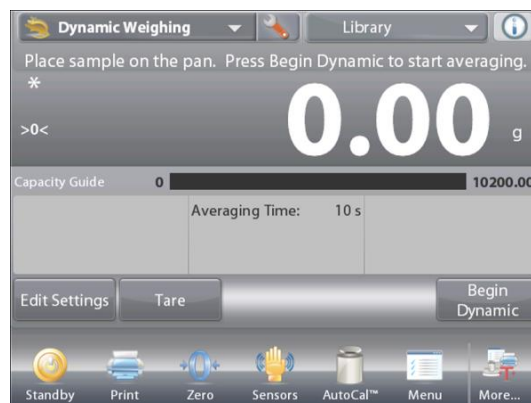 Dynamic Weighing Library
Place sample on the pan. Press Begin Dynamic to start averaging.
*
>0< 0.00 g
Capacity Guide 0 10200.00
Averaging Time: 10 s
Edit Settings Tare Begin
Dynamic
Standby Print Zero Sensors AutoCal™ Menu More...